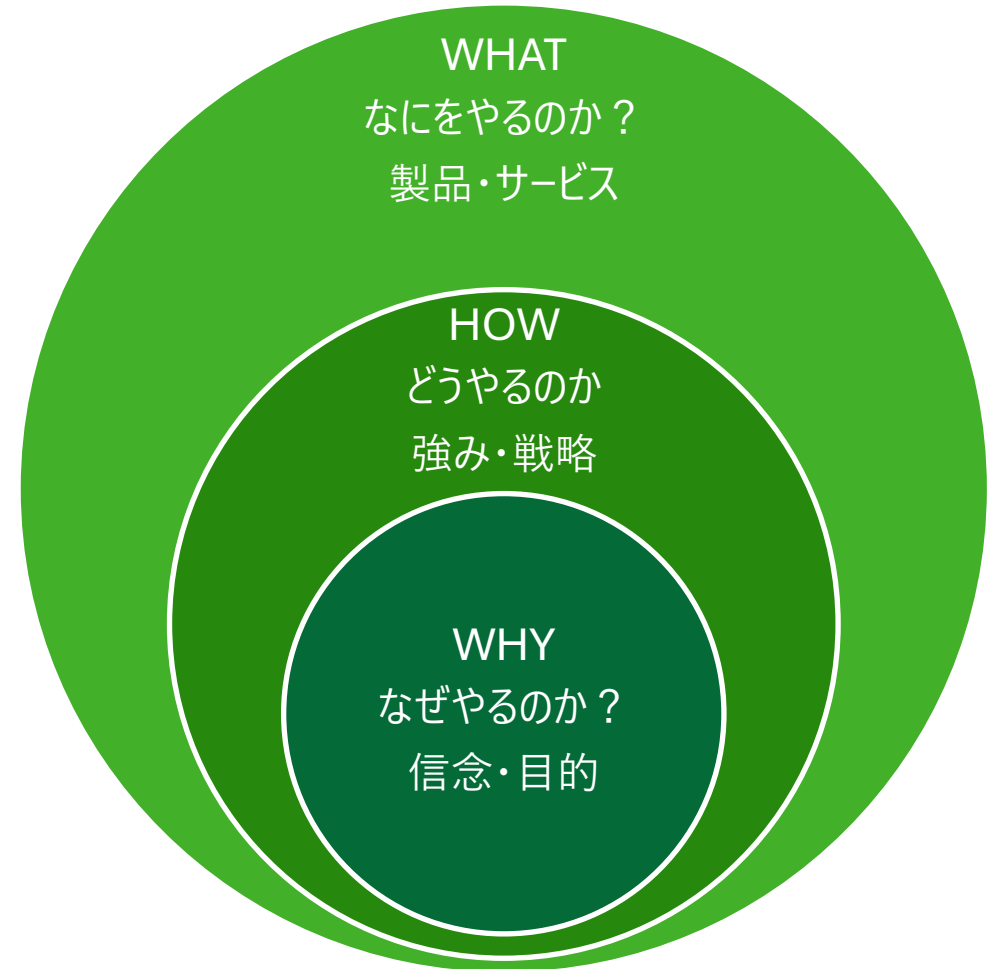 WHAT
なにをやるのか？
製品・サービス
HOW
どうやるのか
強み・戦略
WHY
なぜやるのか？
信念・目的